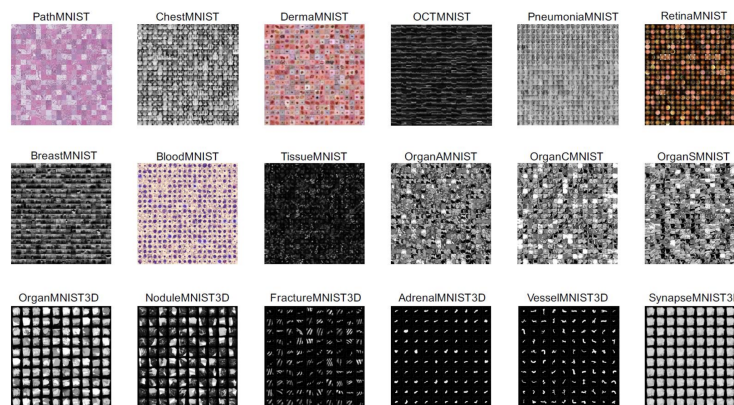 PathMNIST ChestMNIST DermaMNIST OCTMNIST PneumoniaMNIST RetinaMNIST
BreastMNIST BloodMNIST TissueMNIST OrganAMNIST OrganCMNIST OrganSMNIST
OrganMNIST3D NoduleMNIST3D FractureMNIST3D AdrenalMNIST3D VesselMNIST3D SynapseMNIST3D